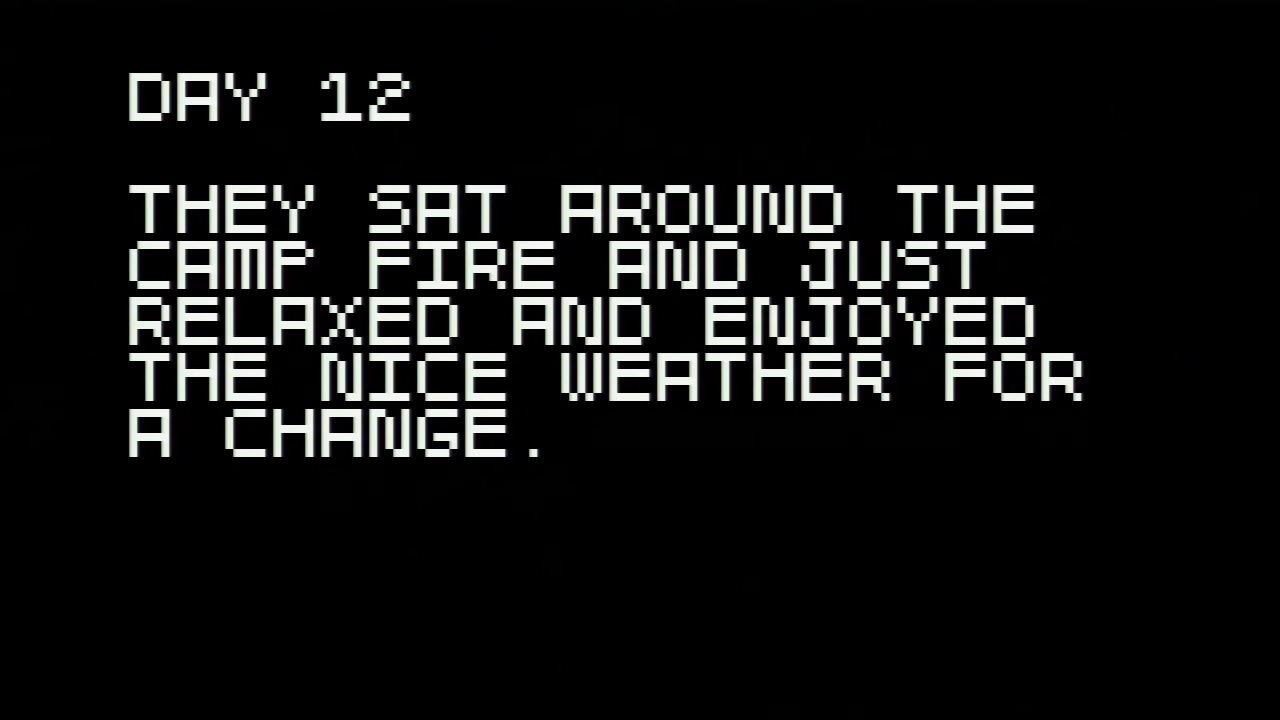 DAY 12
THEY SAT AROUND THE
CAMP FIRE AND JUST
RELAXED AND ENJOYED
THE NICE WEATHER FOR
A CHANGE.